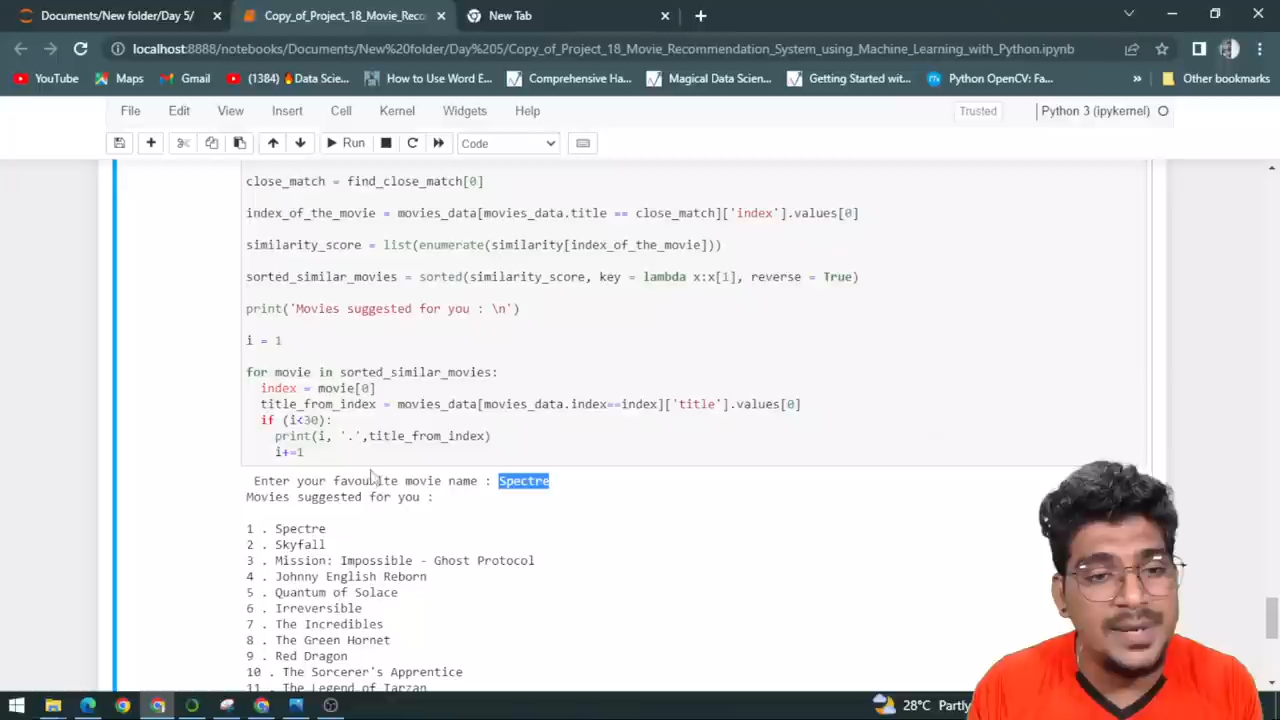 Documents/New folder/Day 5/
Copy_of_Project_18_Movie_Reco
New Tab
localhost:8888/notebooks/Documents/New%20folder/Day%205/Copy_of_Project_18_Movie_Recommendation_System_using_Machine_Learning_with_Python.ipynb
YouTube
Maps
Gmail
(1384) 🔥Data Scie...
How to Use Word E...
Comprehensive Ha...
Magical Data Scien...
Getting Started wit...
Python OpenCV: Fa...
»
Other bookmarks
File
Edit
View
Insert
Cell
Kernel
Widgets
Help
Trusted
Python 3 (ipykernel)
Run
Code
close_match = find_close_match[0]
index_of_the_movie = movies_data[movies_data.title == close_match]['index'].values[0]
similarity_score = list(enumerate(similarity[index_of_the_movie]))
sorted_similar_movies = sorted(similarity_score, key = lambda x:x[1], reverse = True)
print('Movies suggested for you : \n')
i = 1
for movie in sorted_similar_movies:
index = movie[0]
title_from_index = movies_data[movies_data.index==index]['title'].values[0]
if (i<30):
print(i, '.',title_from_index)
i+=1
Enter your favourite movie name : Spectre
Movies suggested for you :
1 . Spectre
2 . Skyfall
3 . Mission: Impossible - Ghost Protocol
4 . Johnny English Reborn
5 . Quantum of Solace
6 . Irreversible
7 . The Incredibles
8 . The Green Hornet
9 . Red Dragon
10 . The Sorcerer's Apprentice
11 . The Legend of Tarzan
28°C Partly